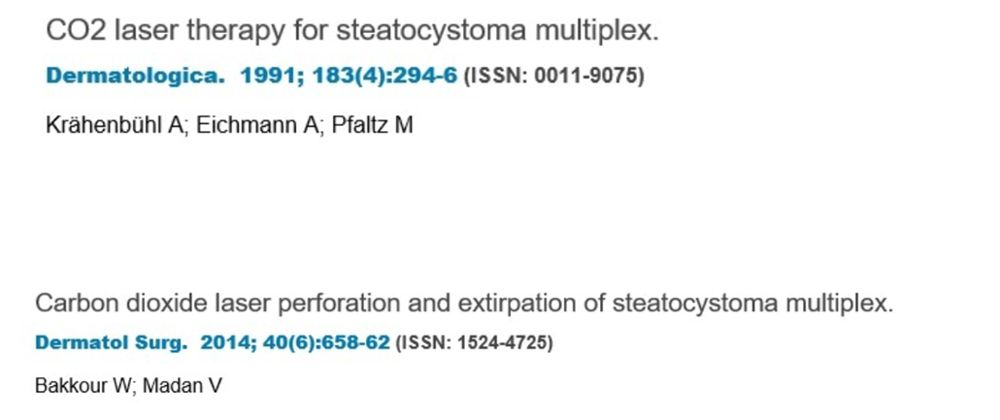 CO2 laser therapy for steatocystoma multiplex.
Dermatologica. 1991; 183(4):294-6 (ISSN: 0011-9075)
Krähenbühl A; Eichmann A; Pfaltz M
Carbon dioxide laser perforation and extirpation of steatocystoma multiplex.
Dermatol Surg. 2014; 40(6):658-62 (ISSN: 1524-4725)
Bakkour W; Madan V